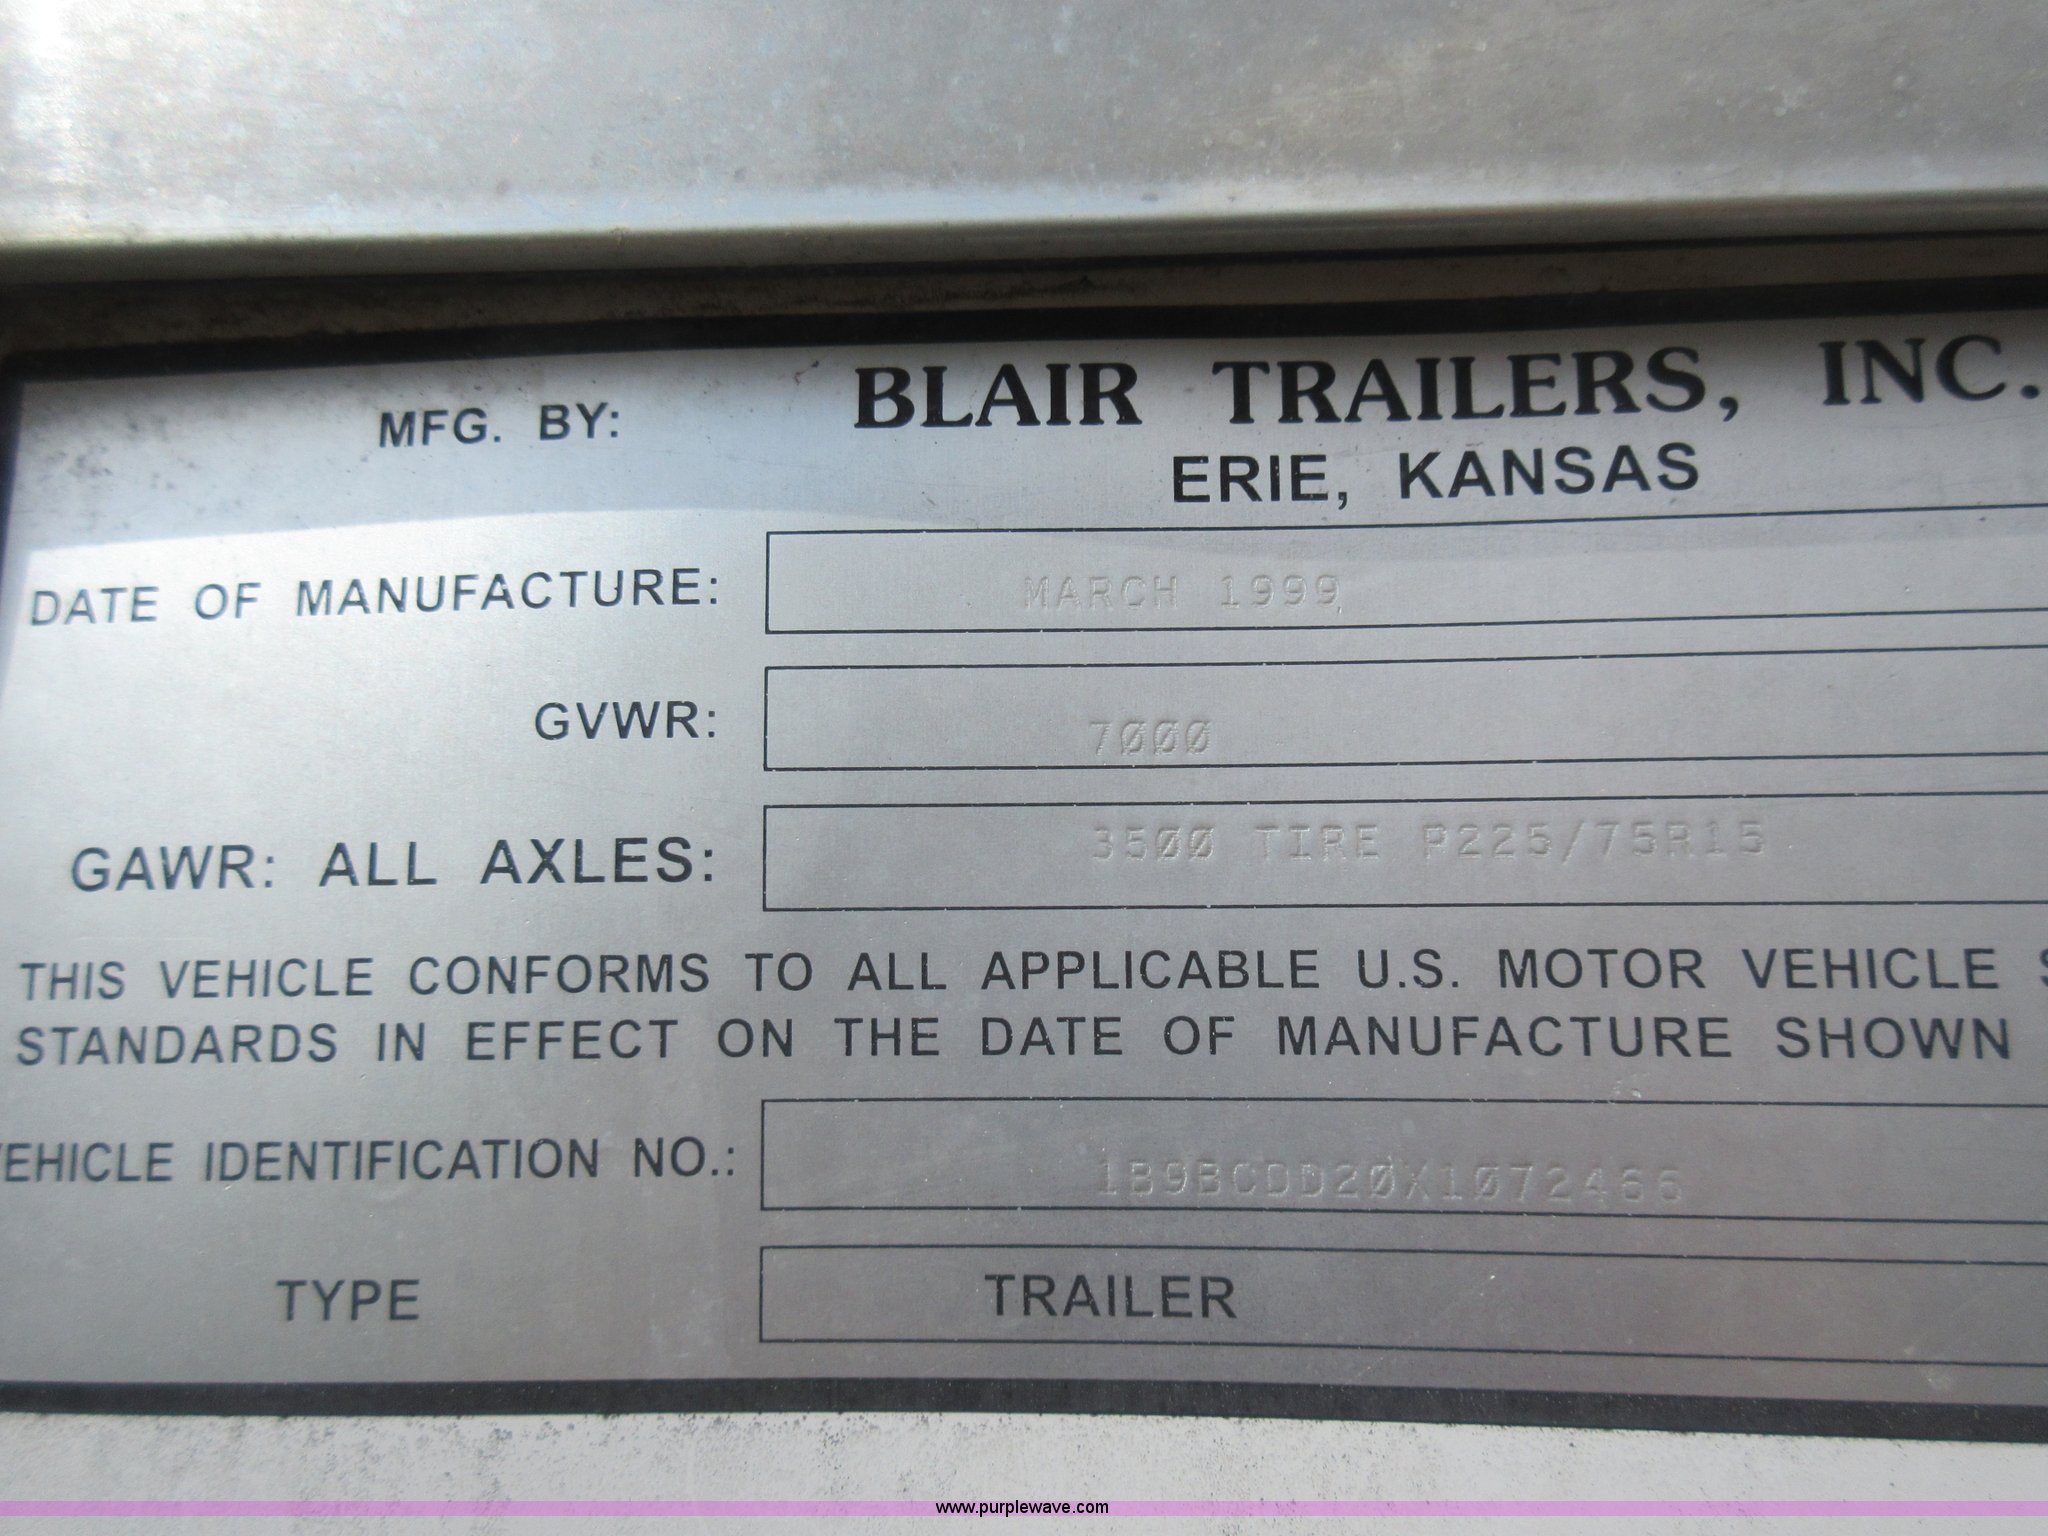 MFG. BY: BLAIR TRAILERS, INC.
ERIE, KANSAS
DATE OF MANUFACTURE: MARCH 1999
GVWR: 7000
GAWR: ALL AXLES: 3500 TIRE P225/75R15
THIS VEHICLE CONFORMS TO ALL APPLICABLE U.S. MOTOR VEHICLE S
STANDARDS IN EFFECT ON THE DATE OF MANUFACTURE SHOWN
VEHICLE IDENTIFICATION NO.: 1B9BCDD20X1072466
TYPE TRAILER
www.purplewave.com